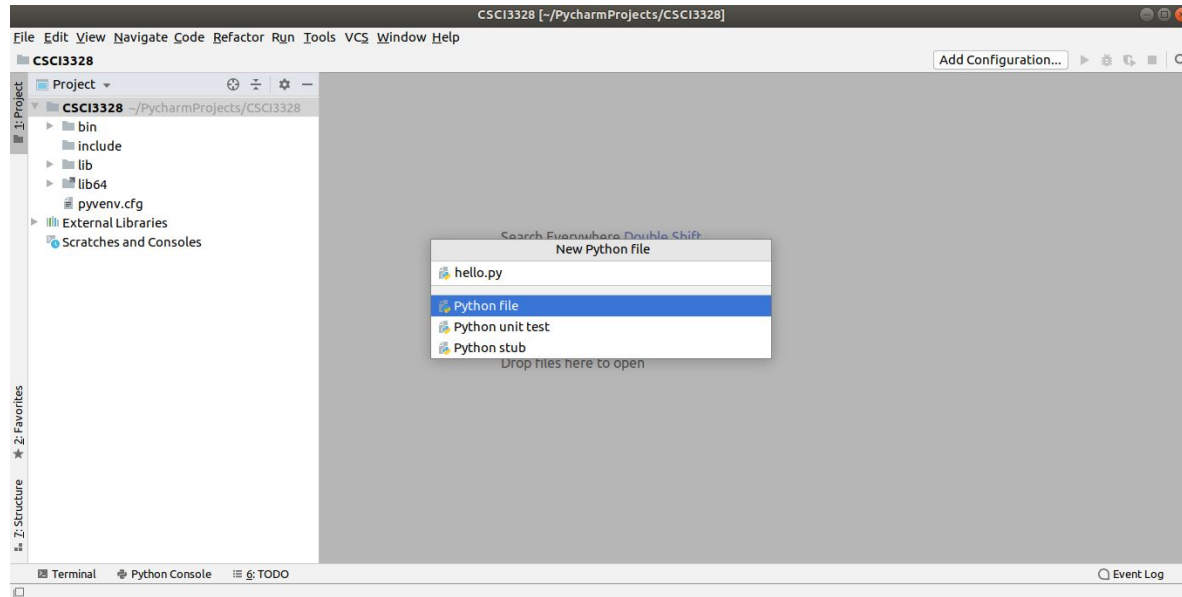 CSCI3328 [~/PycharmProjects/CSCI3328]
File Edit View Navigate Code Refactor Run Tools VCS Window Help
CSCI3328
Add Configuration...
1: Project
Project
CSCI3328 ~/PycharmProjects/CSCI3328
bin
include
lib
lib64
pyvenv.cfg
External Libraries
Scratches and Consoles
Search Everywhere Double Shift
New Python file
hello.py
Python file
Python unit test
Python stub
Drop files here to open
2: Favorites
7: Structure
Terminal Python Console 6: TODO
Event Log